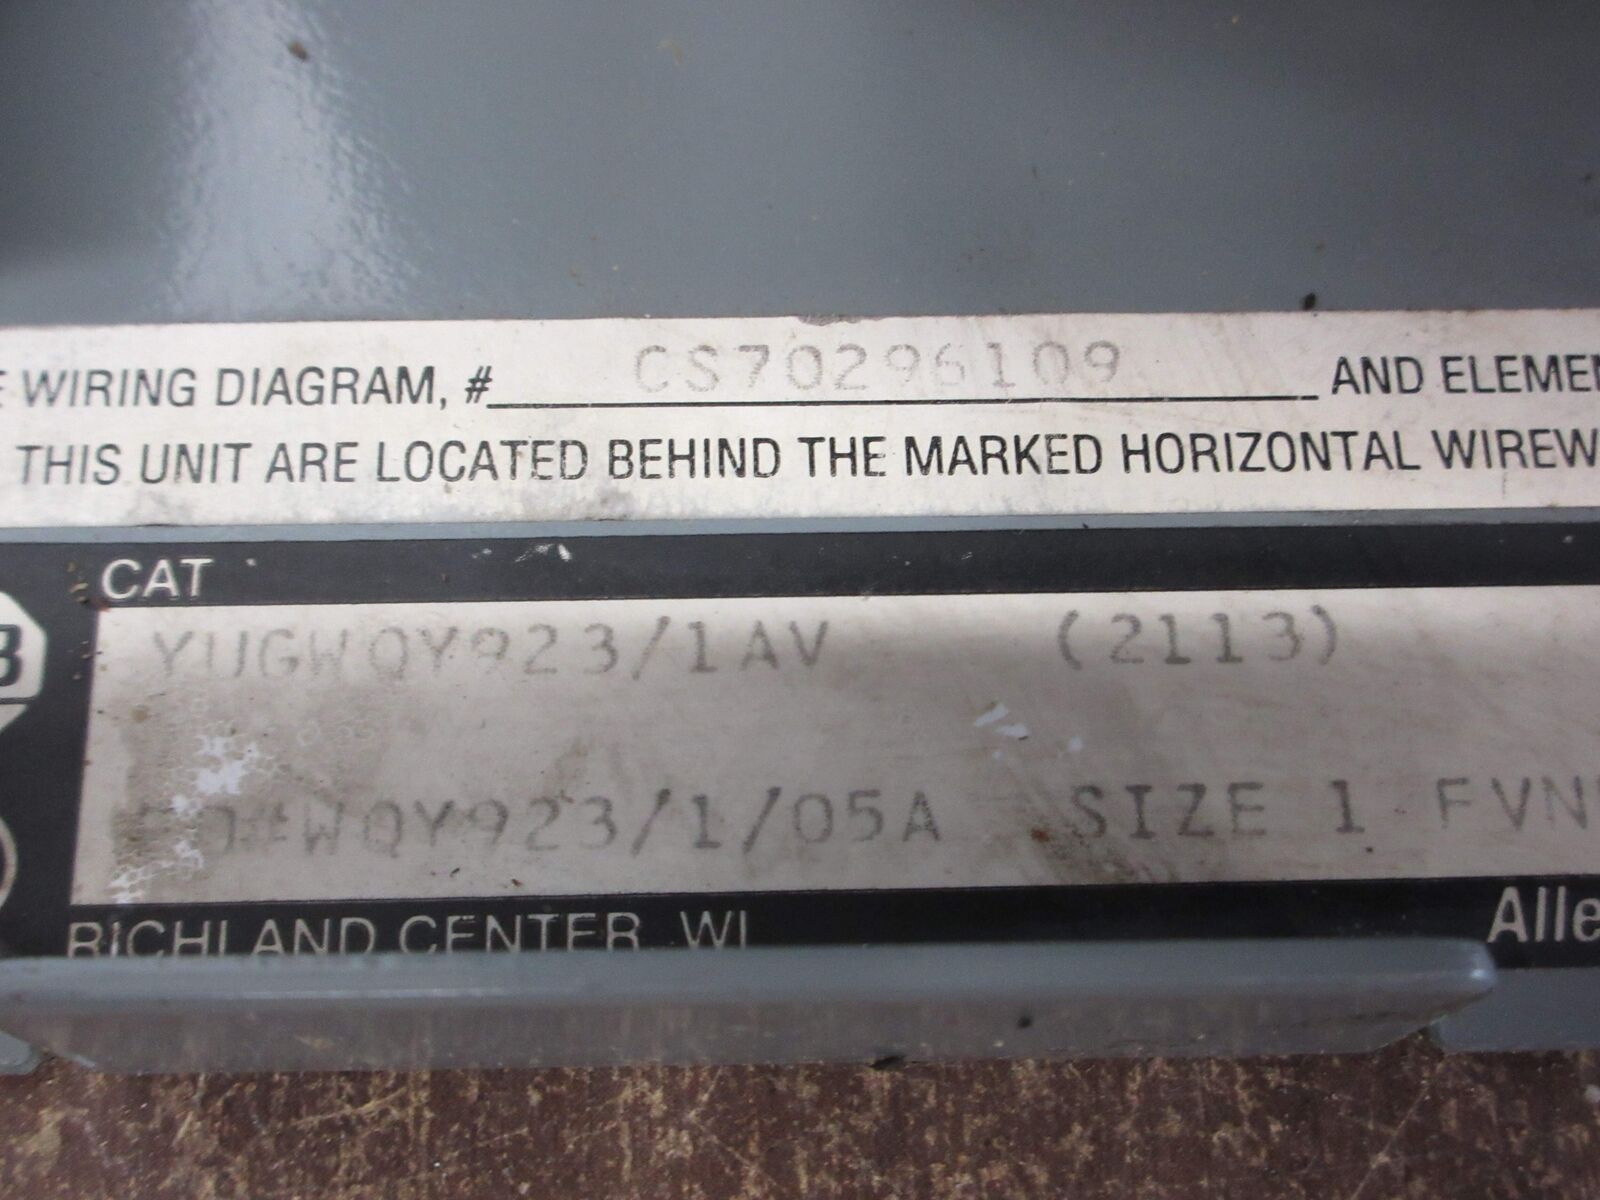 WIRING DIAGRAM, # CS70296109 AND ELEMEN
THIS UNIT ARE LOCATED BEHIND THE MARKED HORIZONTAL WIREW
CAT
YUGWQY923/1AV (2113)
WQY923/1/05A SIZE 1 FVN
RICHLAND CENTER, WI
Alle